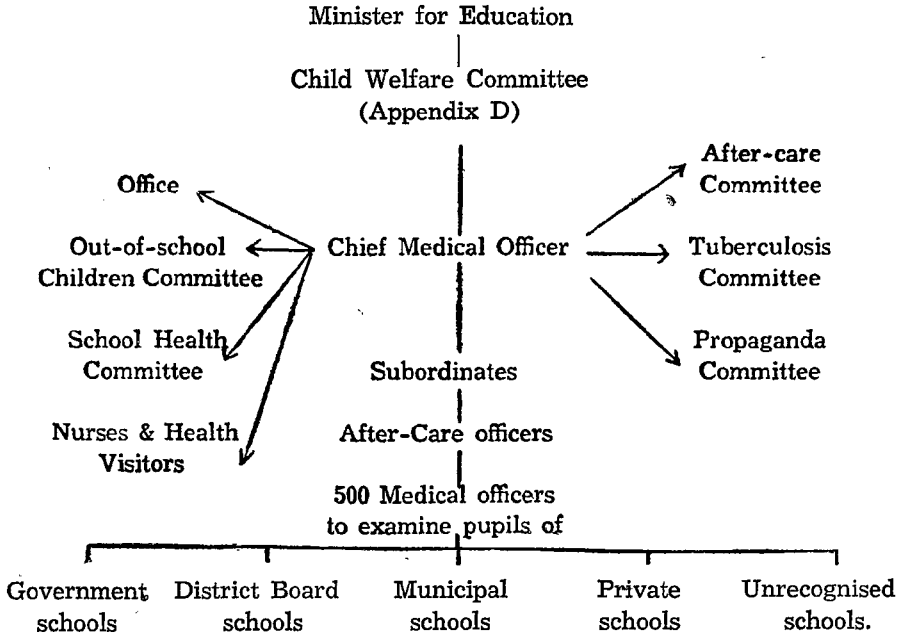 Minister for Education
Child Welfare Committee
(Appendix D)
After-care
Committee
Office
Out-of-school
Children Committee
Chief Medical Officer
Tuberculosis
Committee
School Health
Committee
Propaganda
Committee
Subordinates
Nurses & Health
Visitors
After-Care officers
500 Medical officers
to examine pupils of
Government
schools
District Board
schools
Municipal
schools
Private
schools
Unrecognised
schools.